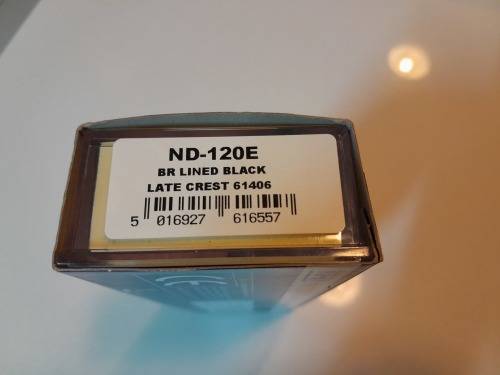 ND-120E
BR LINED BLACK
LATE CREST 61406
5 016927 616557